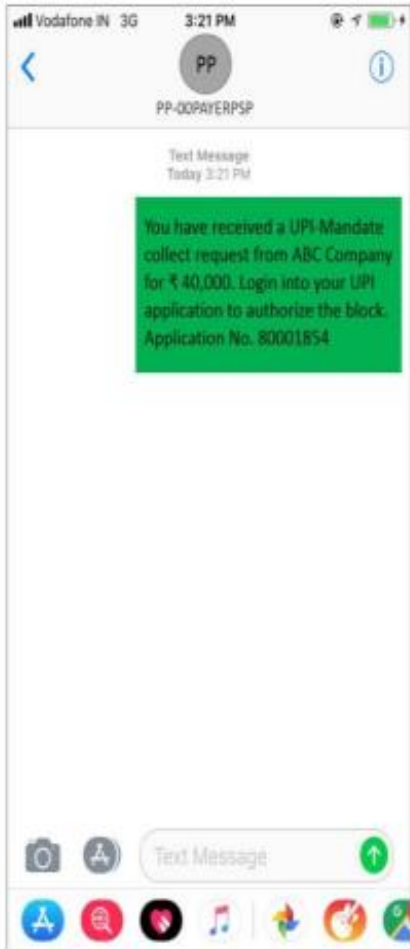 Vodafone IN 3G 3:21 PM
PP
PP-OOPAYERPSP
Text Message
Today 3:21 PM
You have received a UPI-Mandate
collect request from ABC Company
for ₹ 40,000. Login into your UPI
application to authorize the block.
Application No. 80001854
Text Message